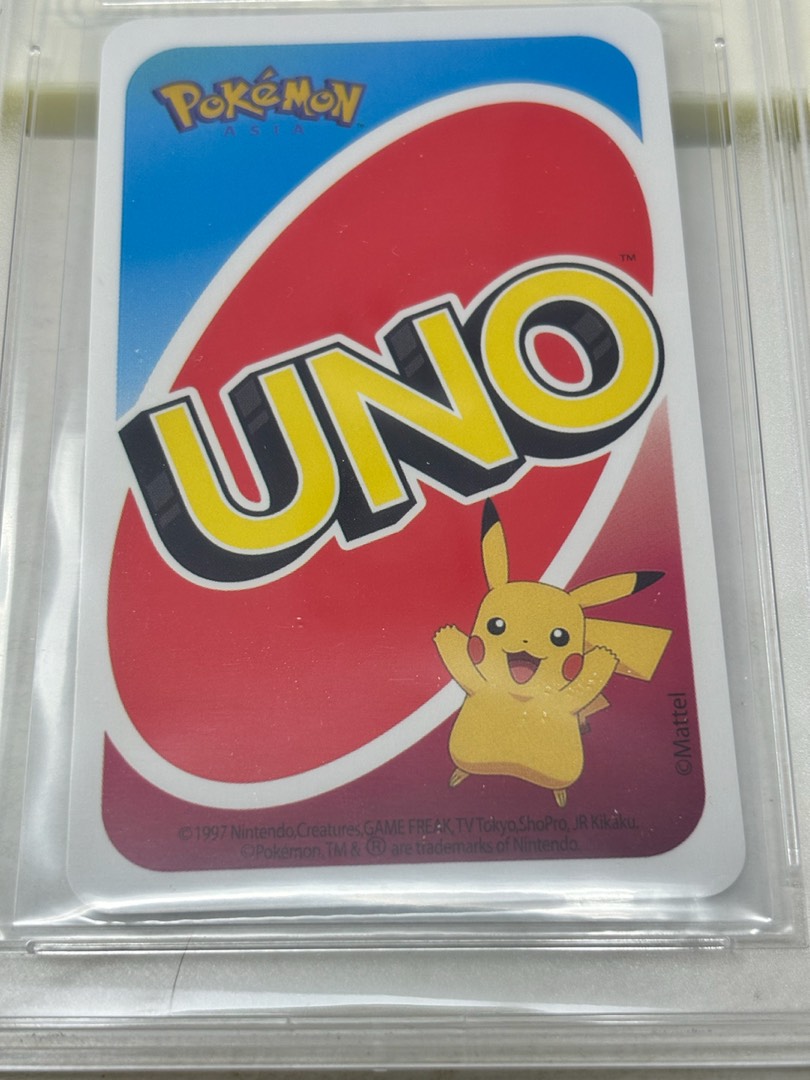 POKéMON
ASIA
TM
UNO
©Mattel
©1997 Nintendo,Creatures,GAME FREAK,TV Tokyo,ShoPro, JR Kikaku.
©Pokémon, TM & ® are trademarks of Nintendo.